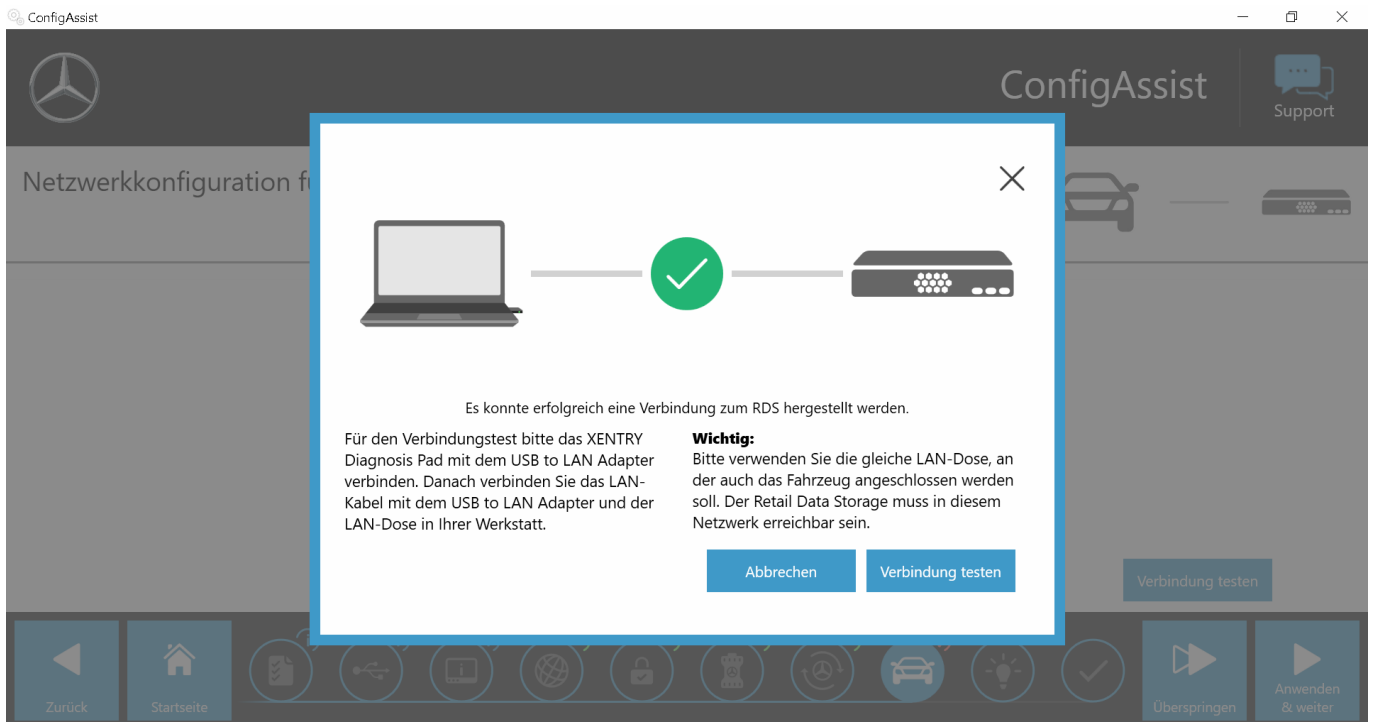 ConfigAssist
ConfigAssist
Support
Netzwerkkonfiguration f
Es konnte erfolgreich eine Verbindung zum RDS hergestellt werden.
Für den Verbindungstest bitte das XENTRY
Diagnosis Pad mit dem USB to LAN Adapter
verbinden. Danach verbinden Sie das LAN-
Kabel mit dem USB to LAN Adapter und der
LAN-Dose in Ihrer Werkstatt.
Wichtig:
Bitte verwenden Sie die gleiche LAN-Dose, an
der auch das Fahrzeug angeschlossen werden
soll. Der Retail Data Storage muss in diesem
Netzwerk erreichbar sein.
Abbrechen
Verbindung testen
Verbindung testen
Zurück
Startseite
Überspringen
Anwenden
& weiter